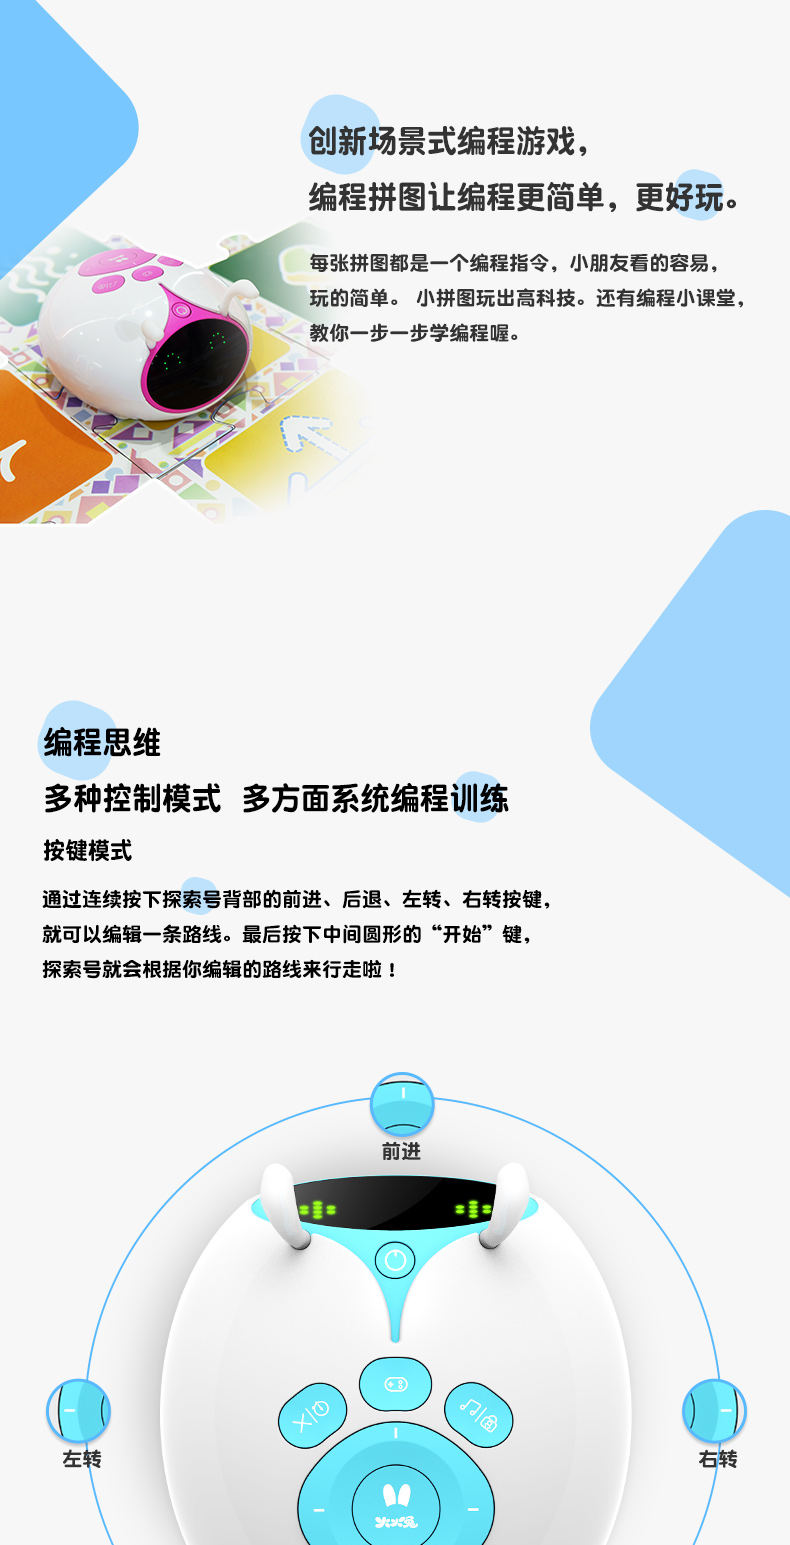 创新场景式编程游戏，
编程拼图让编程更简单，更好玩。
每张拼图都是一个编程指令，小朋友看的容易，
玩的简单。 小拼图玩出高科技。还有编程小课堂，
教你一步一步学编程喔。
编程思维
多种控制模式 多方面系统编程训练
按键模式
通过连续按下探索号背部的前进、后退、左转、右转按键，
就可以编辑一条路线。最后按下中间圆形的“开始”键，
探索号就会根据你编辑的路线来行走啦！
前进
左转
右转
火火兔